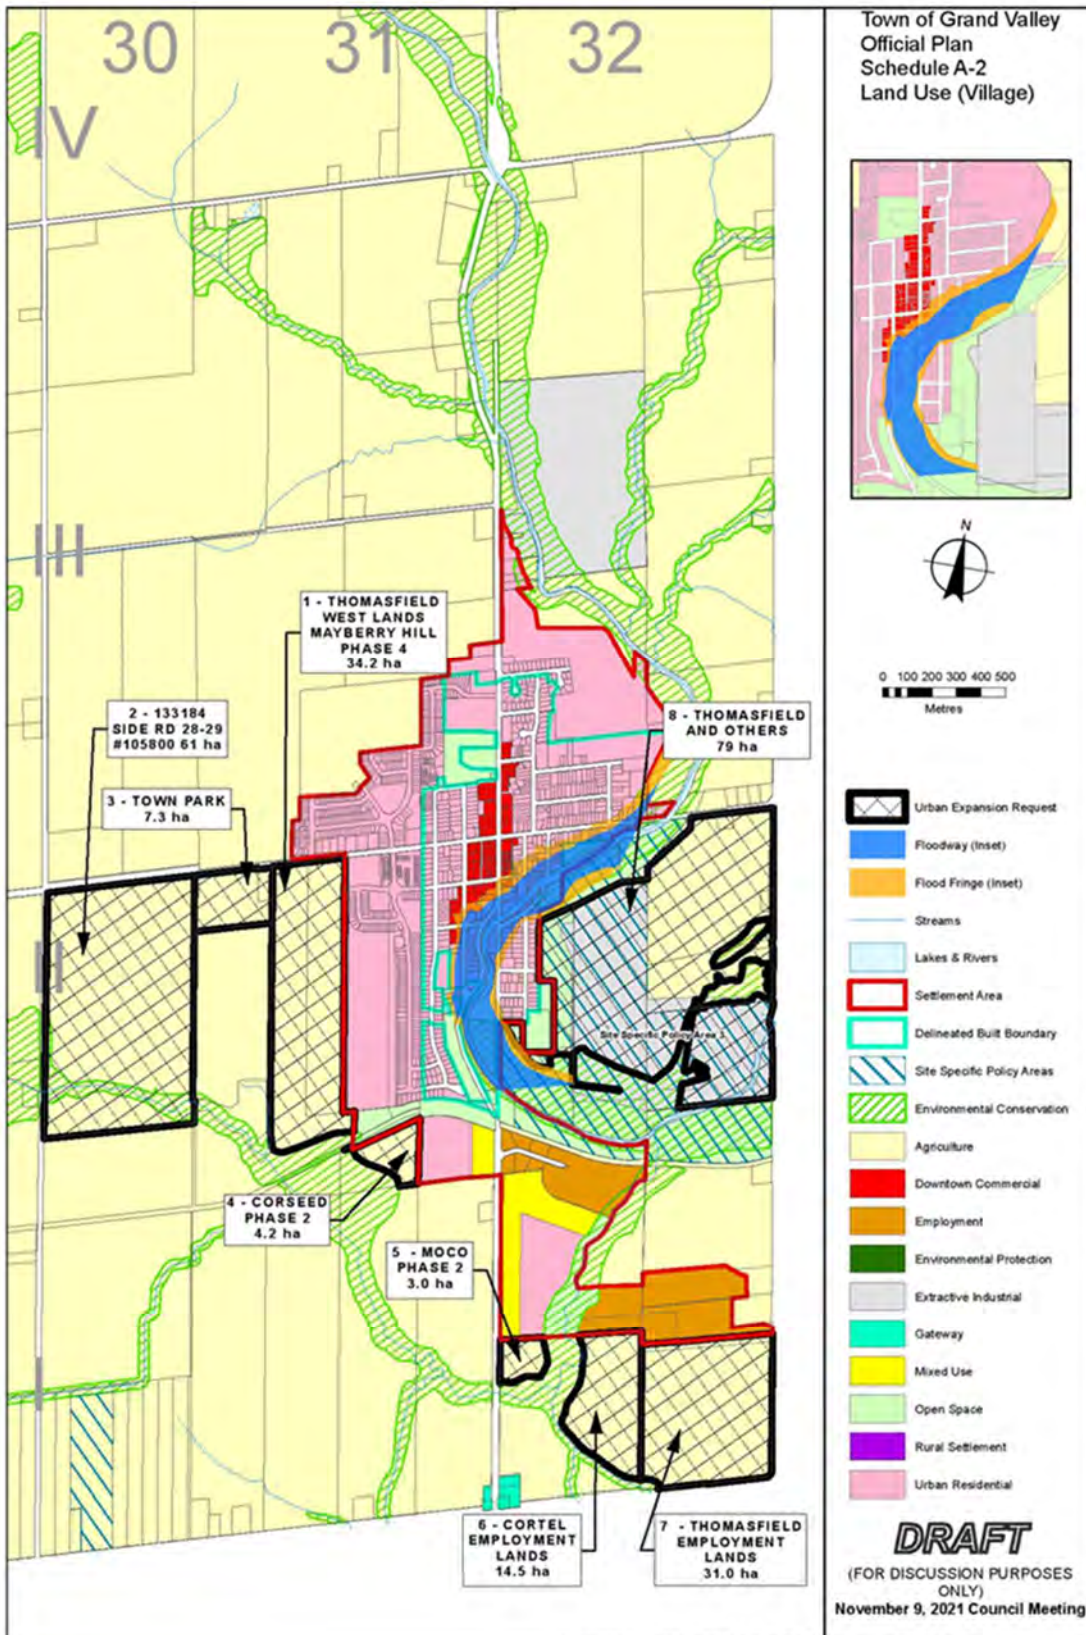 30
31
32
IV
III
II
I
1 - THOMASFIELD
WEST LANDS
MAYBERRY HILL
PHASE 4
34.2 ha
2 - 133184
SIDE RD 28-29
#105800 61 ha
3 - TOWN PARK
7.3 ha
8 - THOMASFIELD
AND OTHERS
79 ha
Site Specific Policy Area 3
4 - CORSEED
PHASE 2
4.2 ha
5 - MOCO
PHASE 2
3.0 ha
6 - CORTEL
EMPLOYMENT
LANDS
14.5 ha
7 - THOMASFIELD
EMPLOYMENT
LANDS
31.0 ha
Town of Grand Valley
Official Plan
Schedule A-2
Land Use (Village)
N
0 100 200 300 400 500
Metres
Urban Expansion Request
Floodway (Inset)
Flood Fringe (Inset)
Streams
Lakes & Rivers
Settlement Area
Delineated Built Boundary
Site Specific Policy Areas
Environmental Conservation
Agriculture
Downtown Commercial
Employment
Environmental Protection
Extractive Industrial
Gateway
Mixed Use
Open Space
Rural Settlement
Urban Residential
DRAFT
(FOR DISCUSSION PURPOSES
ONLY)
November 9, 2021 Council Meeting